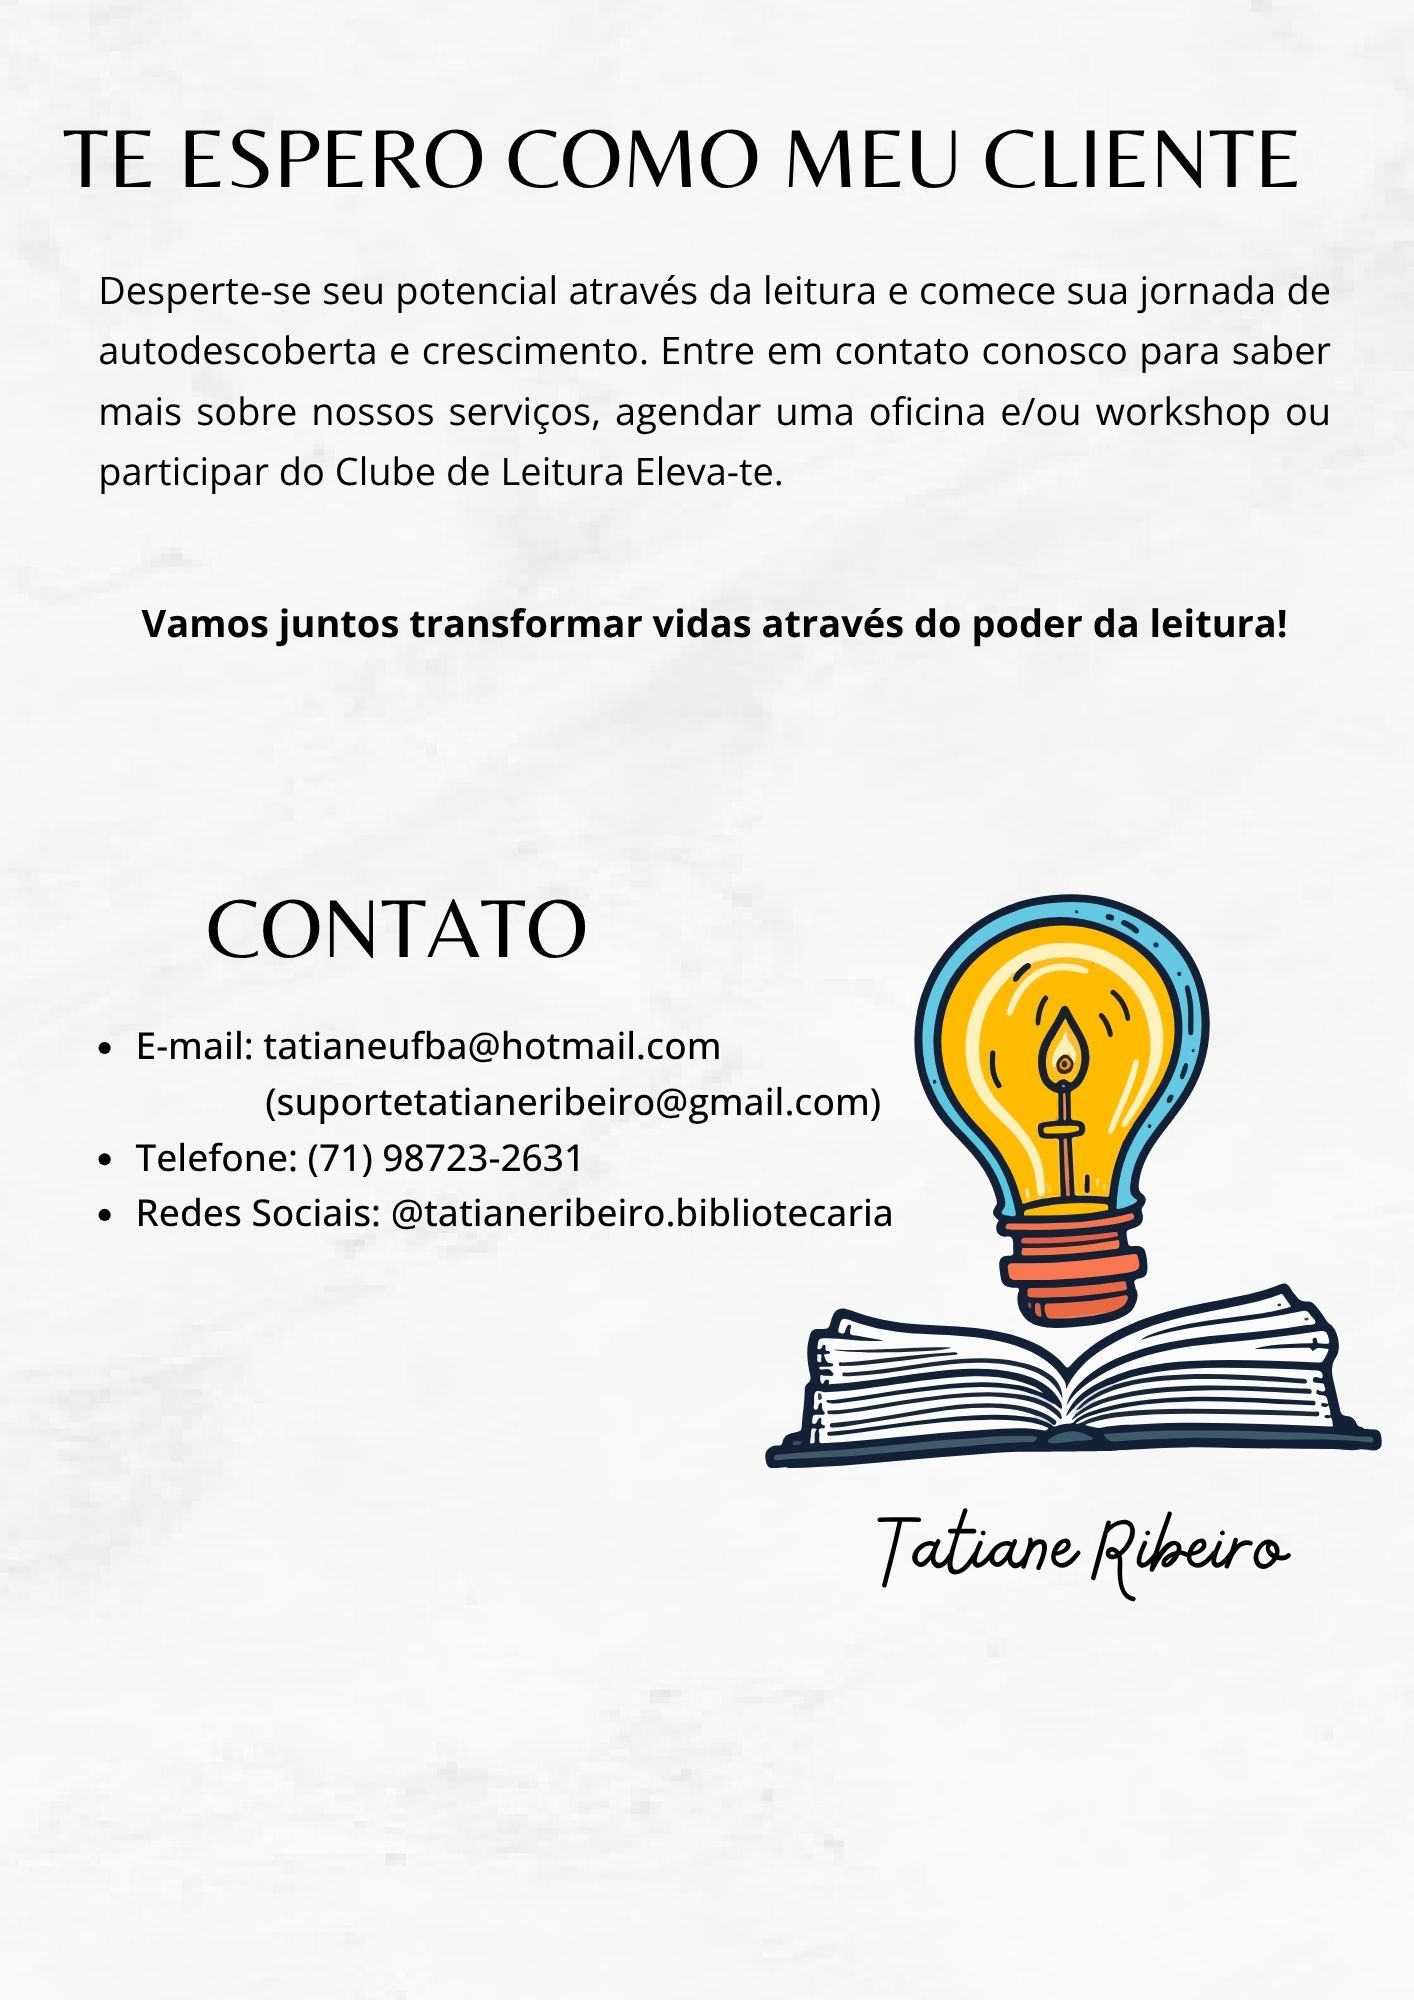 TE ESPERO COMO MEU CLIENTE
Desperte-se seu potencial através da leitura e comece sua jornada de
autodescoberta e crescimento. Entre em contato conosco para saber
mais sobre nossos serviços, agendar uma oficina e/ou workshop ou
participar do Clube de Leitura Eleva-te.
Vamos juntos transformar vidas através do poder da leitura!
CONTATO
• E-mail: tatianeufba@hotmail.com
(suportetatianeribeiro@gmail.com)
• Telefone: (71) 98723-2631
• Redes Sociais: @tatianeribeiro.bibliotecaria
Tatiane Ribeiro